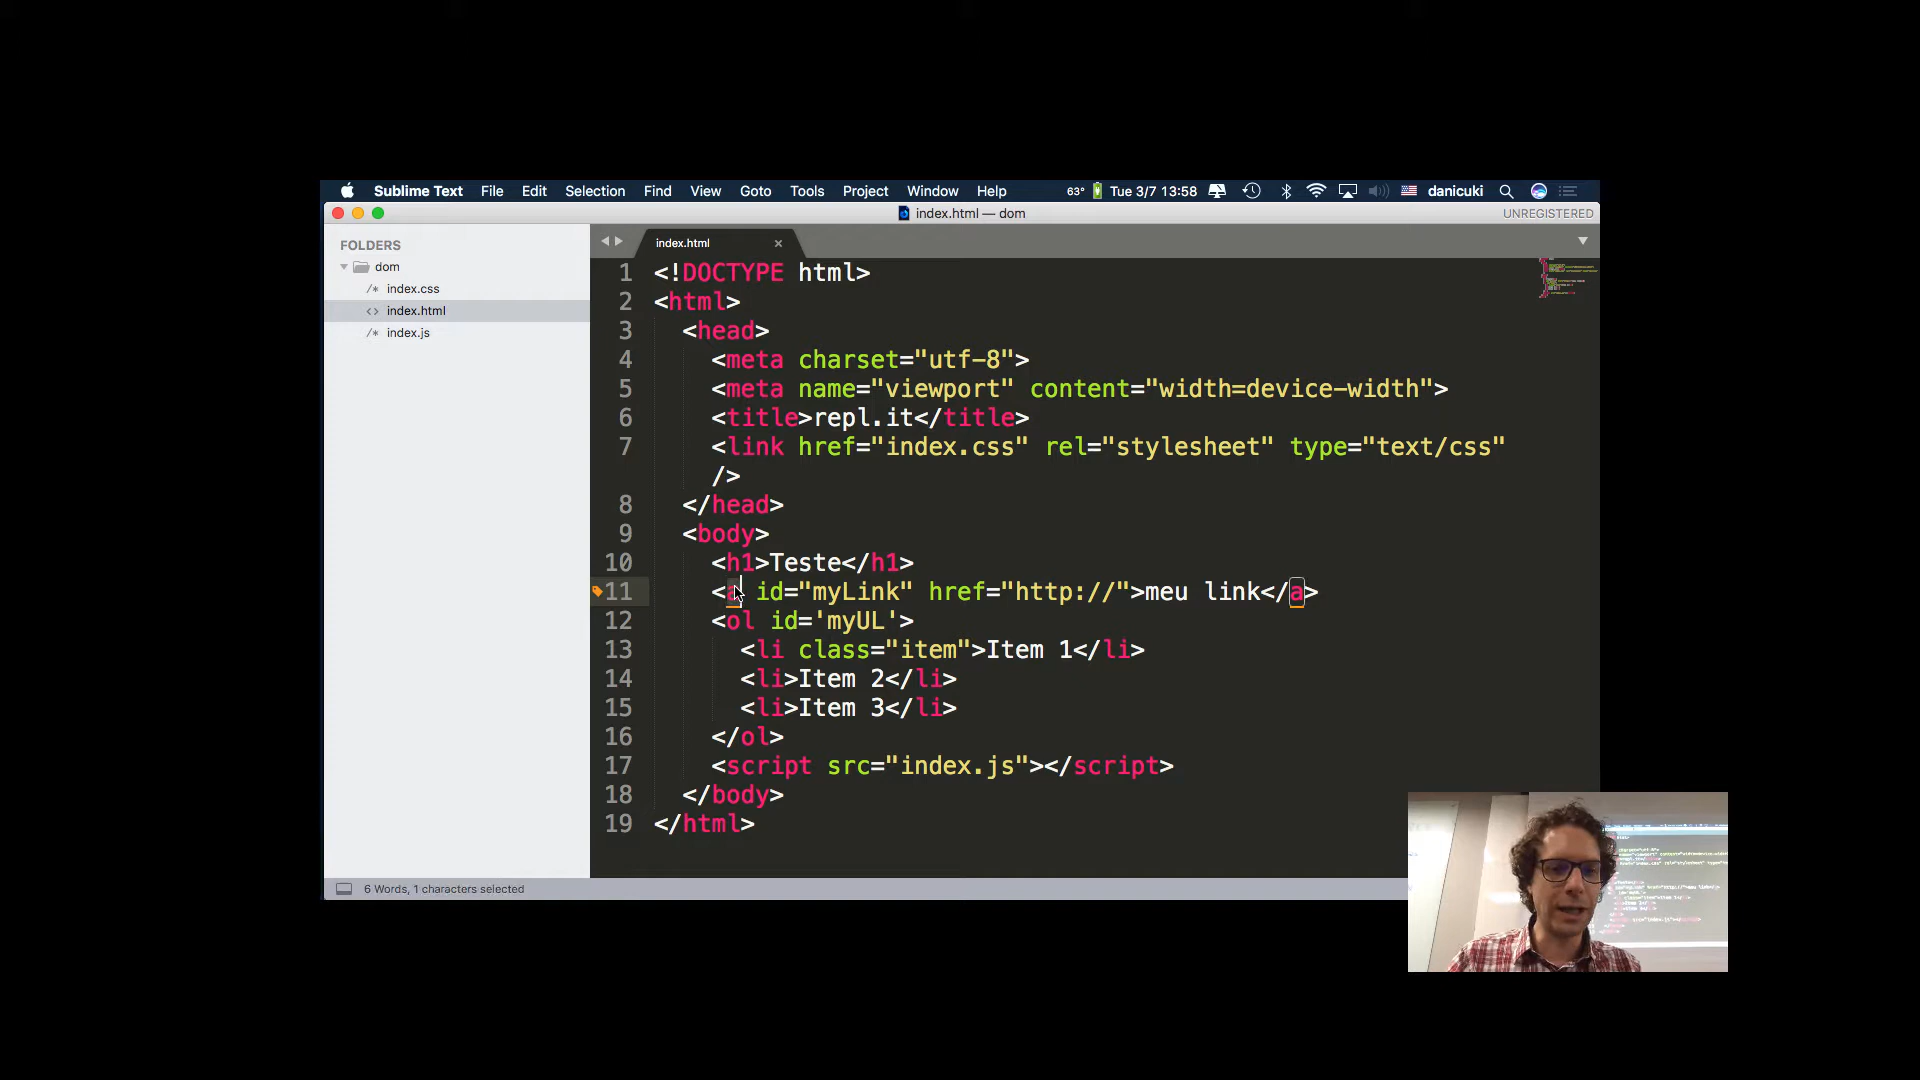 Sublime Text File Edit Selection Find View Goto Tools Project Window Help 63° Tue 3/7 13:58 danicuki
index.html — dom UNREGISTERED
FOLDERS
dom
index.css
index.html
index.js
index.html
1 <!DOCTYPE html>
2 <html>
3 <head>
4 <meta charset="utf-8">
5 <meta name="viewport" content="width=device-width">
6 <title>repl.it</title>
7 <link href="index.css" rel="stylesheet" type="text/css"
/>
8 </head>
9 <body>
10 <h1>Teste</h1>
11 <a id="myLink" href="http://">meu link</a>
12 <ol id='myUL'>
13 <li class="item">Item 1</li>
14 <li>Item 2</li>
15 <li>Item 3</li>
16 </ol>
17 <script src="index.js"></script>
18 </body>
19 </html>
6 Words, 1 characters selected